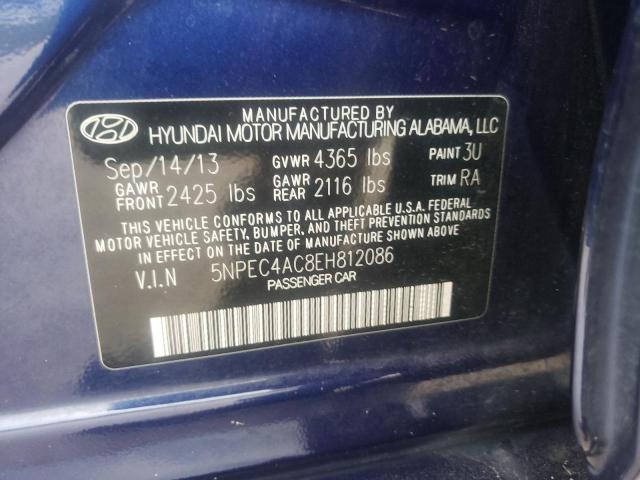 MANUFACTURED BY
HYUNDAI MOTOR MANUFACTURING ALABAMA, LLC
Sep/14/13 GVWR 4365 lbs PAINT 3U
GAWR FRONT 2425 lbs GAWR REAR 2116 lbs TRIM RA
THIS VEHICLE CONFORMS TO ALL APPLICABLE U.S.A. FEDERAL
MOTOR VEHICLE SAFETY, BUMPER, AND THEFT PREVENTION STANDARDS
IN EFFECT ON THE DATE OF MANUFACTURE SHOWN ABOVE.
V.I.N 5NPEC4AC8EH812086
PASSENGER CAR